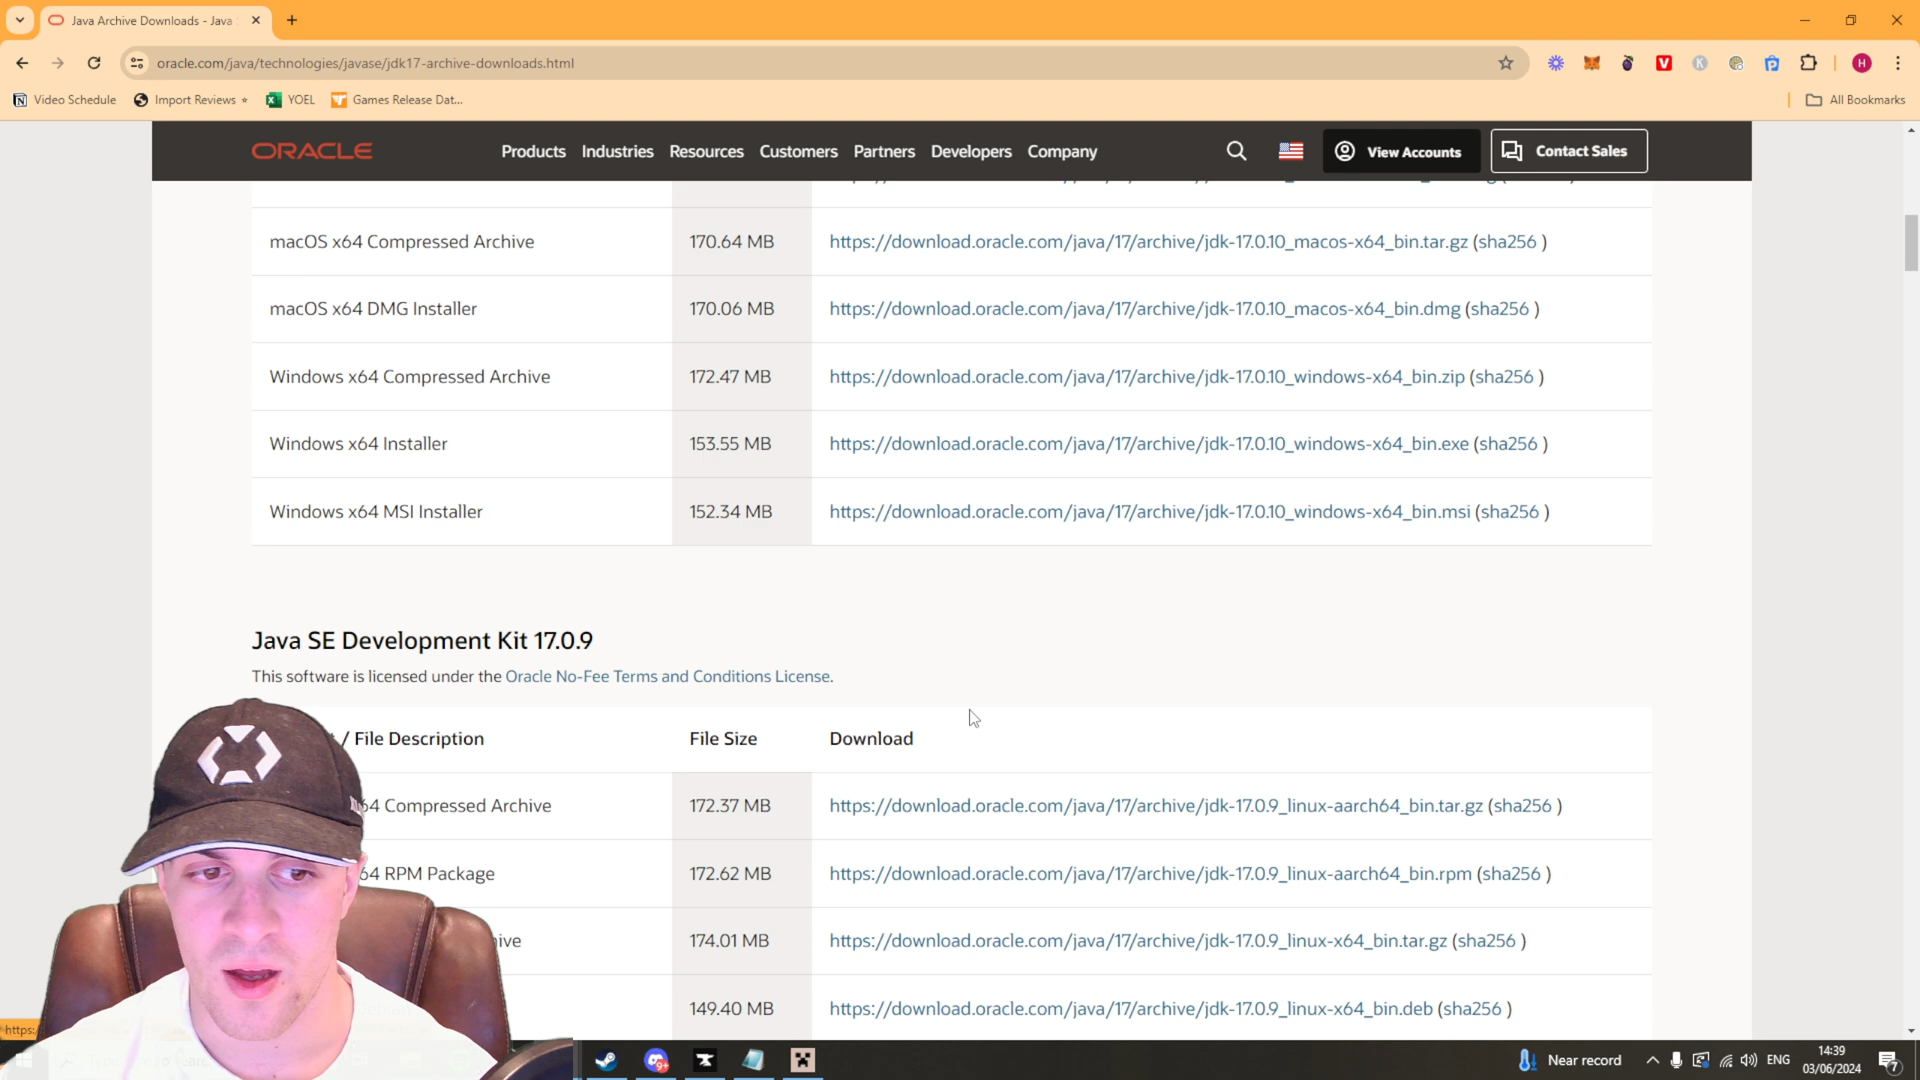 Java Archive Downloads - Java
oracle.com/java/technologies/javase/jdk17-archive-downloads.html
Video Schedule
Import Reviews
YOEL
Games Release Dat...
All Bookmarks
ORACLE
Products
Industries
Resources
Customers
Partners
Developers
Company
View Accounts
Contact Sales
macOS x64 Compressed Archive
170.64 MB
https://download.oracle.com/java/17/archive/jdk-17.0.10_macos-x64_bin.tar.gz (sha256 )
macOS x64 DMG Installer
170.06 MB
https://download.oracle.com/java/17/archive/jdk-17.0.10_macos-x64_bin.dmg (sha256 )
Windows x64 Compressed Archive
172.47 MB
https://download.oracle.com/java/17/archive/jdk-17.0.10_windows-x64_bin.zip (sha256 )
Windows x64 Installer
153.55 MB
https://download.oracle.com/java/17/archive/jdk-17.0.10_windows-x64_bin.exe (sha256 )
Windows x64 MSI Installer
152.34 MB
https://download.oracle.com/java/17/archive/jdk-17.0.10_windows-x64_bin.msi (sha256 )
Java SE Development Kit 17.0.9
This software is licensed under the Oracle No-Fee Terms and Conditions License.
/ File Description
File Size
Download
64 Compressed Archive
172.37 MB
https://download.oracle.com/java/17/archive/jdk-17.0.9_linux-aarch64_bin.tar.gz (sha256 )
64 RPM Package
172.62 MB
https://download.oracle.com/java/17/archive/jdk-17.0.9_linux-aarch64_bin.rpm (sha256 )
ive
174.01 MB
https://download.oracle.com/java/17/archive/jdk-17.0.9_linux-x64_bin.tar.gz (sha256 )
149.40 MB
https://download.oracle.com/java/17/archive/jdk-17.0.9_linux-x64_bin.deb (sha256 )
https:/
Near record
ENG
14:39
03/06/2024
7